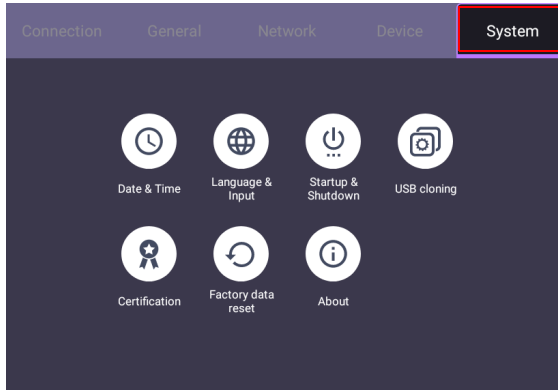 Connection General Network Device System
Date & Time
Language &
Input
Startup &
Shutdown
USB cloning
Certification
Factory data
reset
About